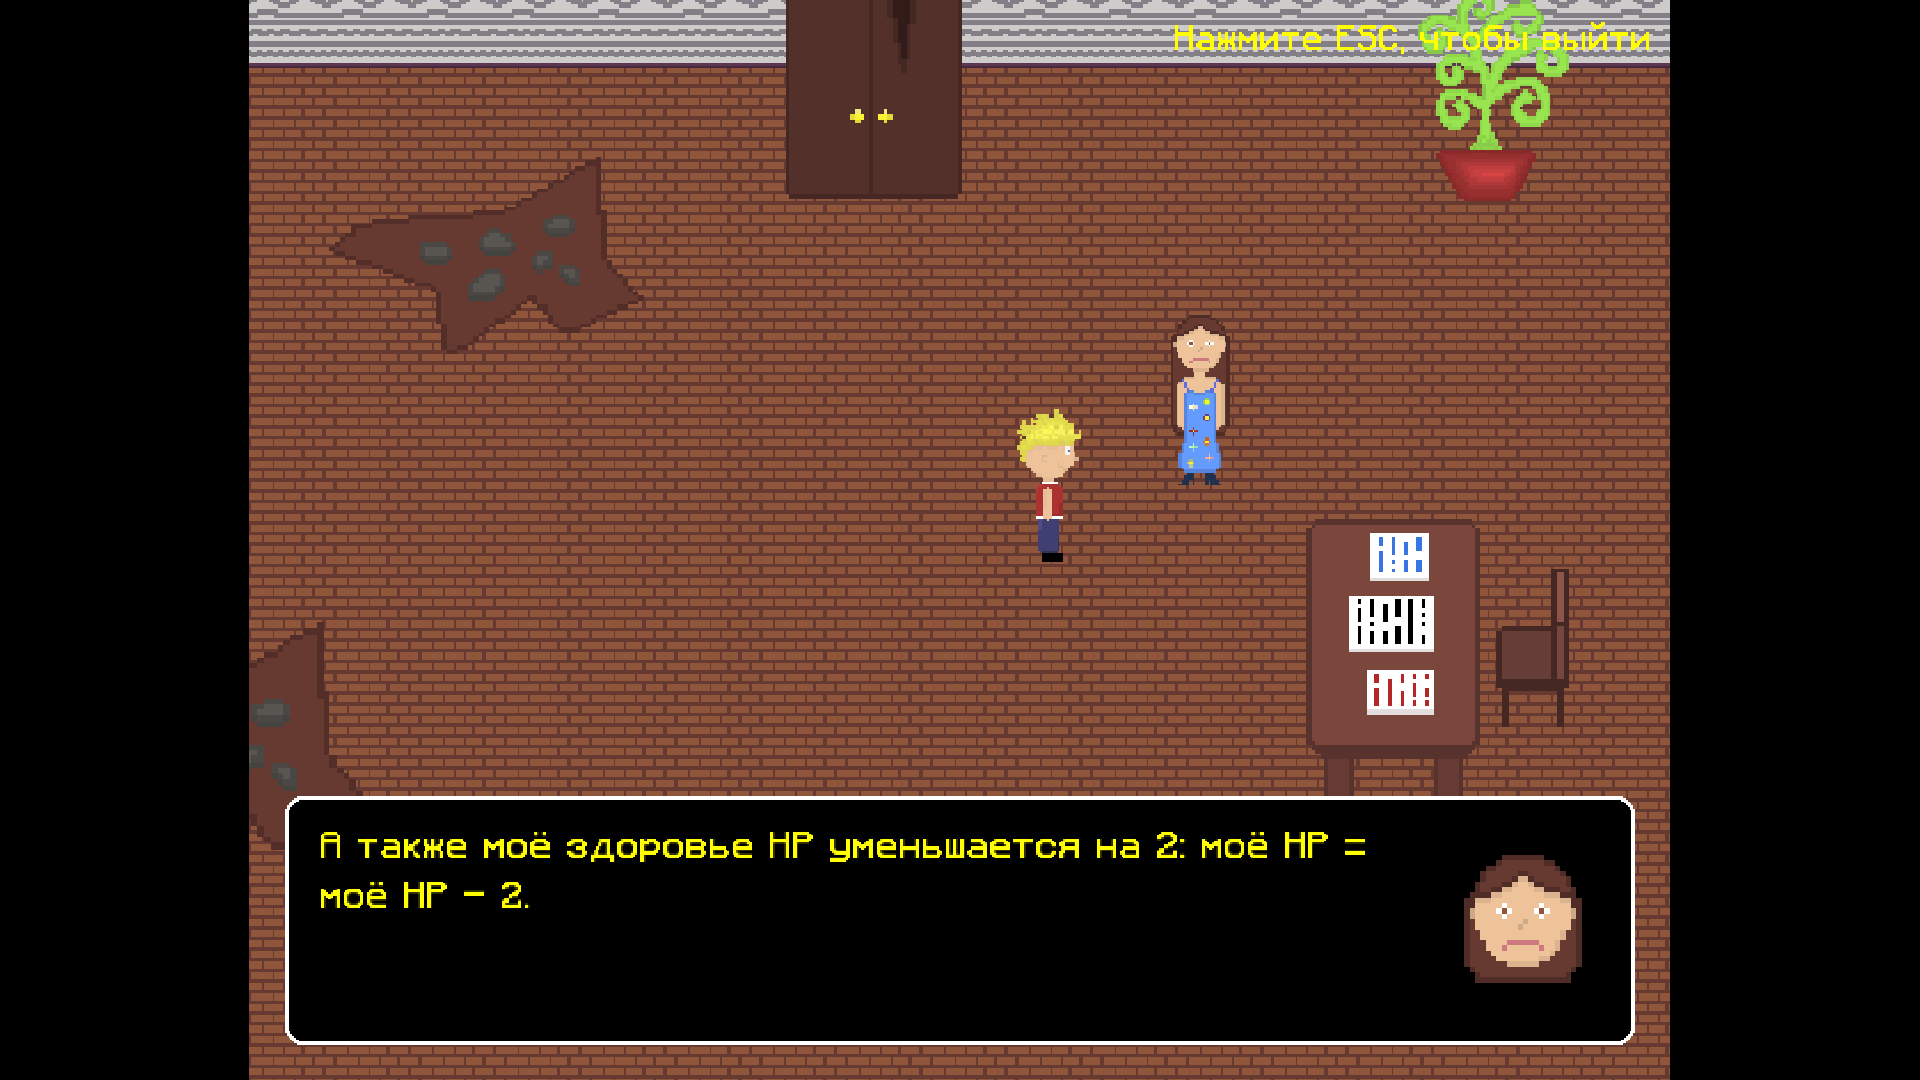 Нажмите ESC, чтобы выйти
А также моё здоровье HP уменьшается на 2: моё HP =
моё HP - 2.